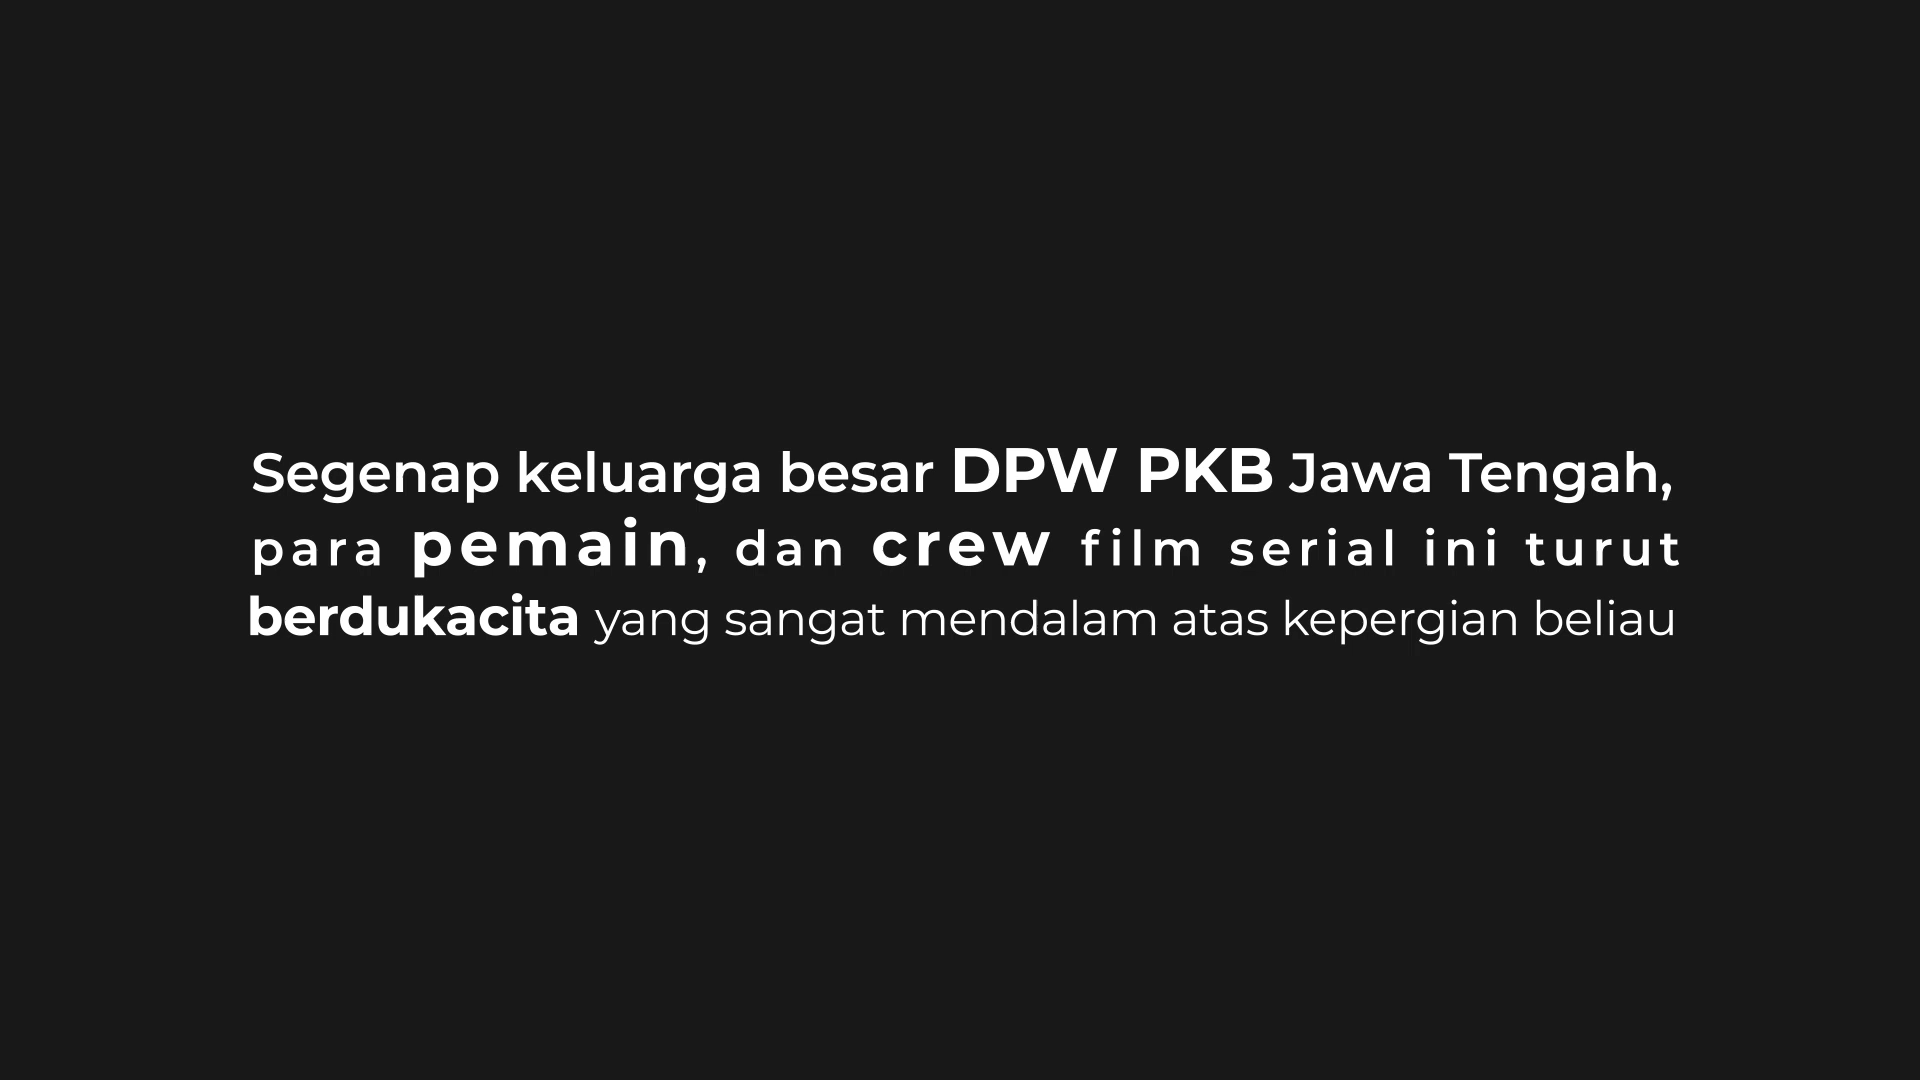 Segenap keluarga besar DPW PKB Jawa Tengah,
para pemain, dan crew film serial ini turut
berdukacita yang sangat mendalam atas kepergian beliau